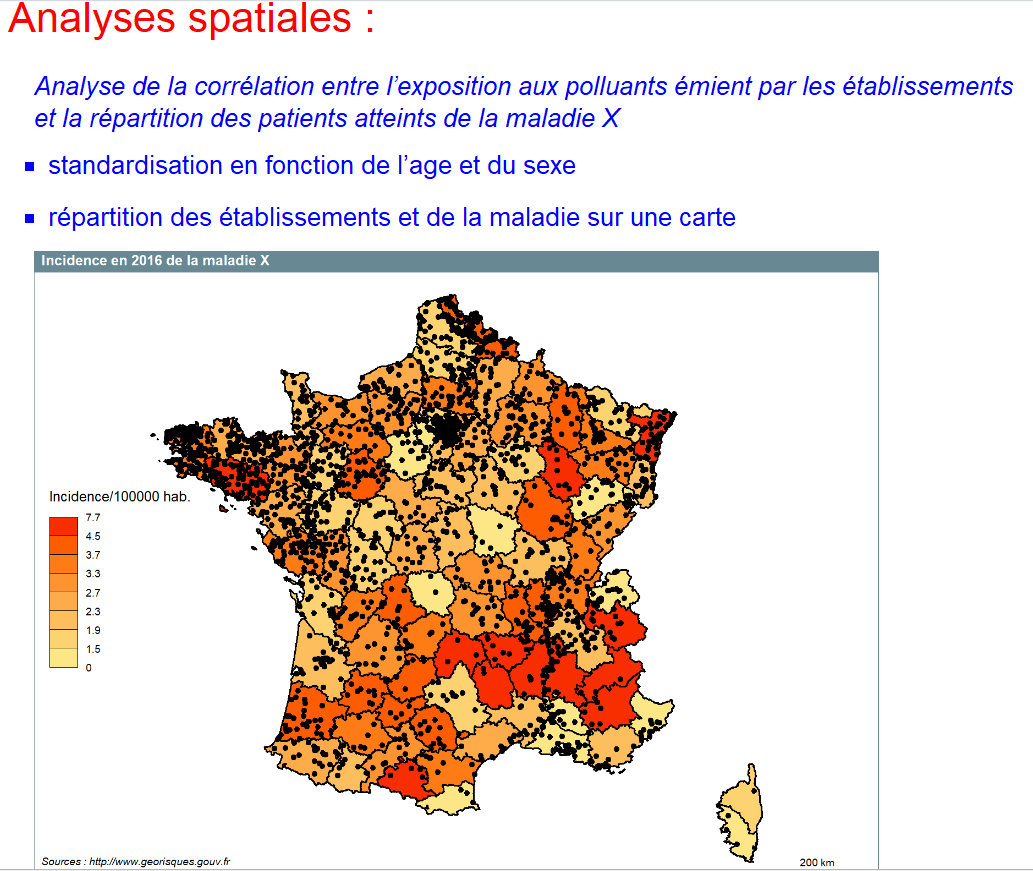 Analyses spatiales :
Analyse de la corrélation entre l’exposition aux polluants émient par les établissements
et la répartition des patients atteints de la maladie X
standardisation en fonction de l’age et du sexe
répartition des établissements et de la maladie sur une carte
Incidence en 2016 de la maladie X
Incidence/100000 hab.
7.7
4.5
3.7
3.3
2.7
2.3
1.9
1.5
0
Sources : http://www.georisques.gouv.fr
200 km